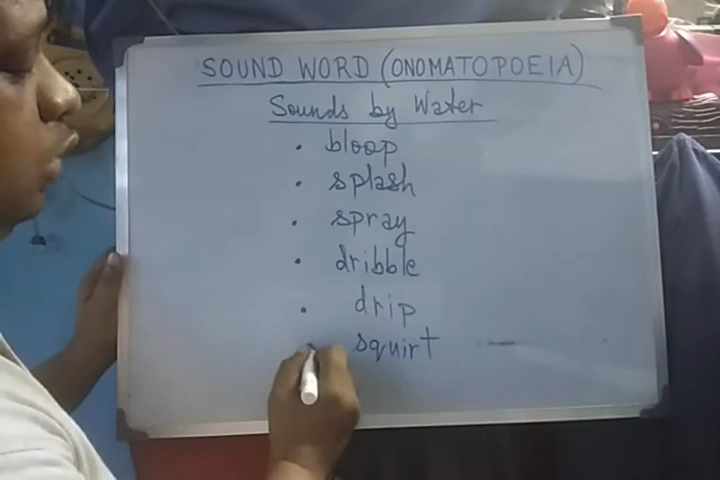 SOUND WORD (ONOMATOPOEIA)
Sounds by Water
• bloop
• splash
• spray
• dribble
• drip
• squirt